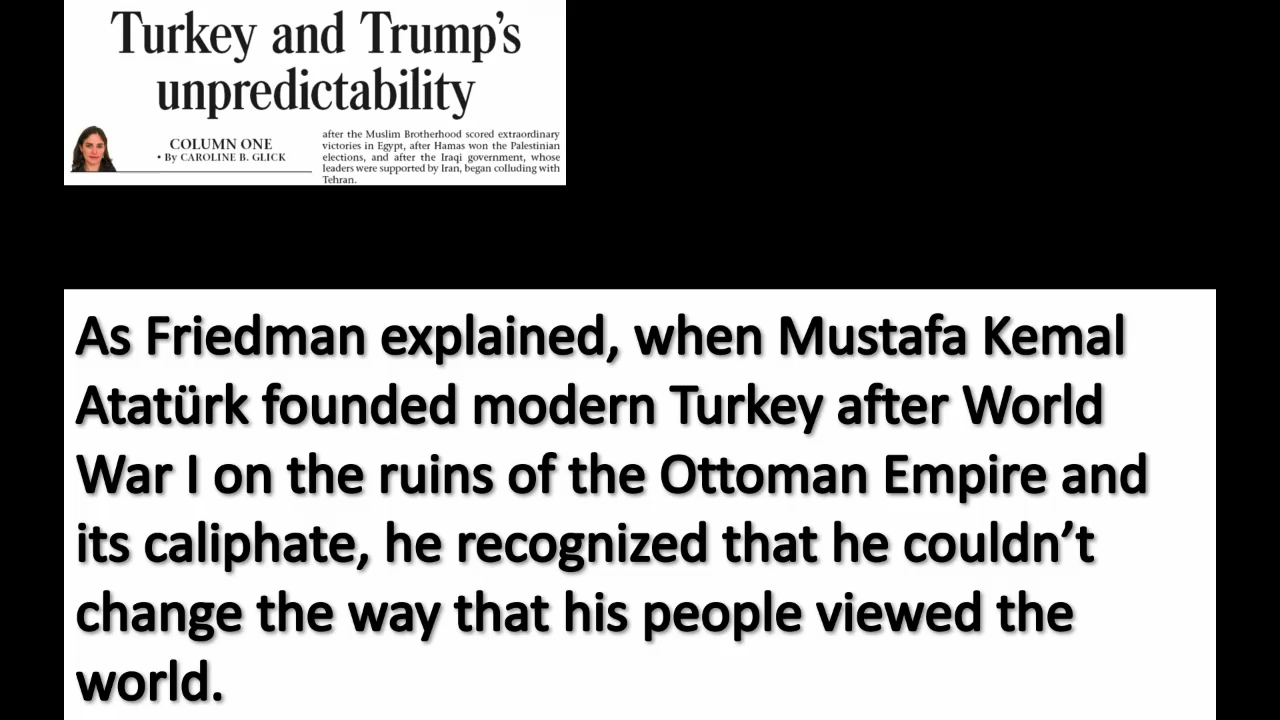 Turkey and Trump's
unpredictability
COLUMN ONE
• By CAROLINE B. GLICK
after the Muslim Brotherhood scored extraordinary
victories in Egypt, after Hamas won the Palestinian
elections, and after the Iraqi government, whose
leaders were supported by Iran, began colluding with
Tehran.
As Friedman explained, when Mustafa Kemal
Atatürk founded modern Turkey after World
War I on the ruins of the Ottoman Empire and
its caliphate, he recognized that he couldn’t
change the way that his people viewed the
world.